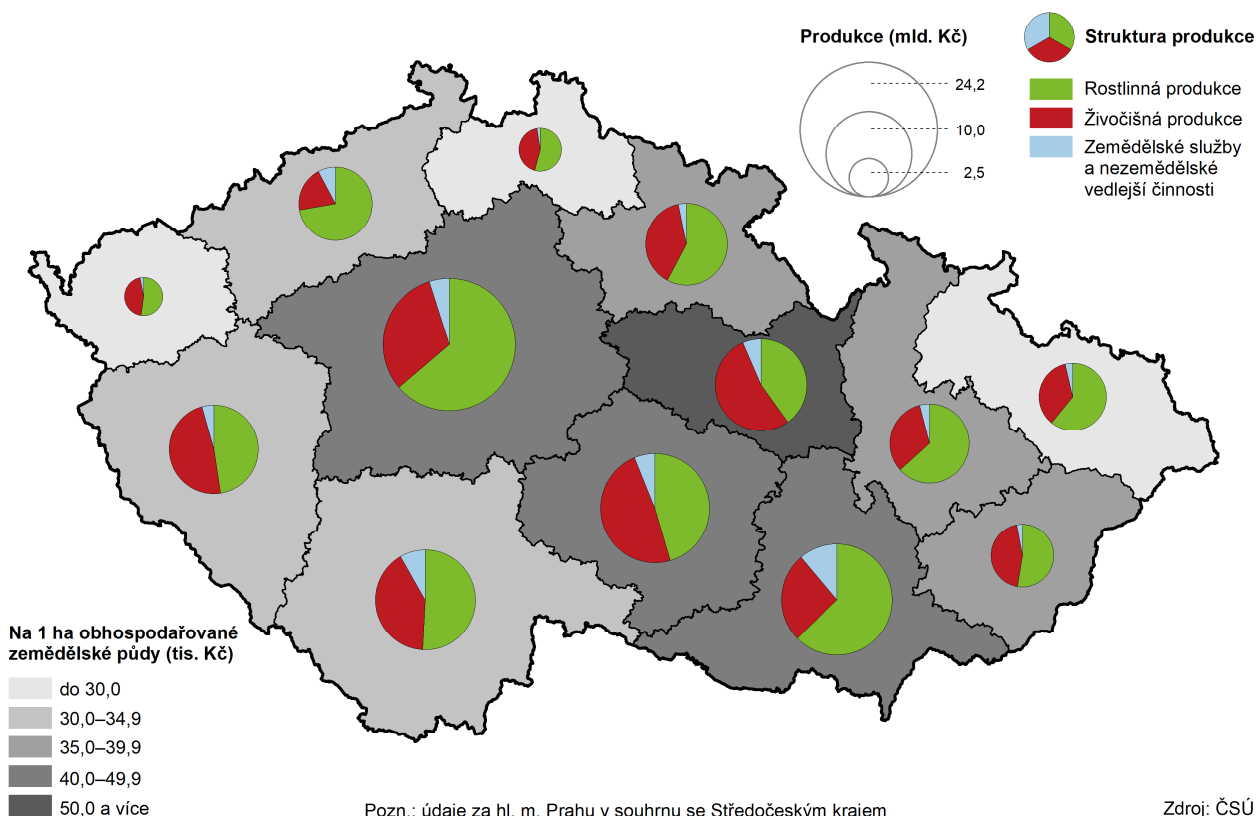 Produkce (mld. Kč)
24,2
10,0
2,5
Struktura produkce
Rostlinná produkce
Živočišná produkce
Zemědělské služby
a nezemědělské
vedlejší činnosti
Na 1 ha obhospodařované
zemědělské půdy (tis. Kč)
do 30,0
30,0–34,9
35,0–39,9
40,0–49,9
50,0 a více
Pozn.: údaje za hl. m. Prahu v souhrnu se Středočeským krajem
Zdroj: ČSÚ